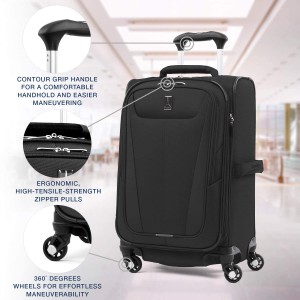 CONTOUR GRIP HANDLE
FOR A COMFORTABLE
HANDHOLD AND EASIER
MANEUVERING
ERGONOMIC,
HIGH-TENSILE-STRENGTH
ZIPPER PULLS
360° DEGREES
WHEELS FOR EFFORTLESS
MANEUVERABILITY